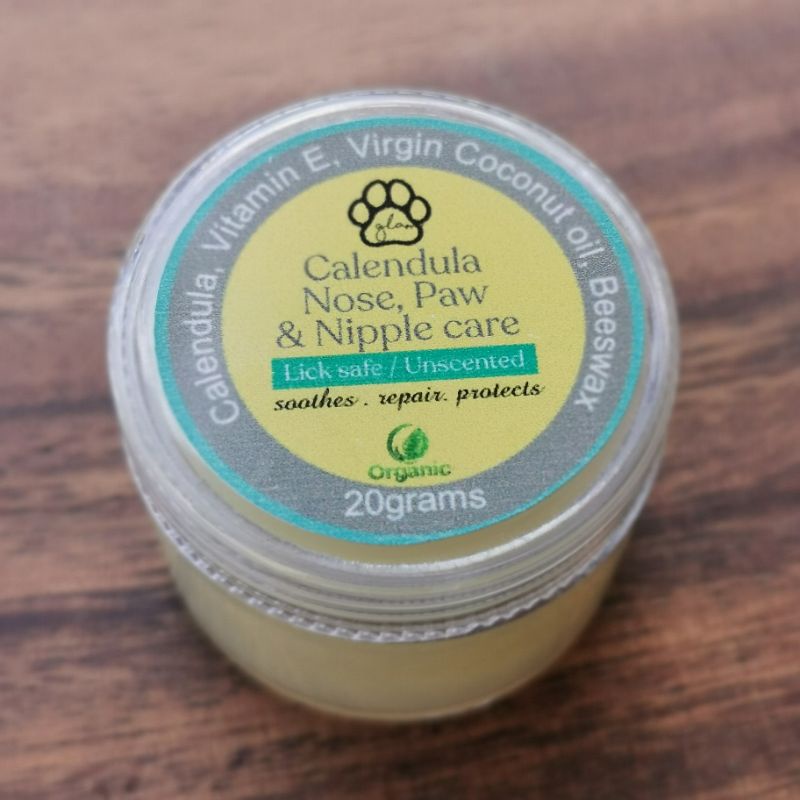 Calendula, Vitamin E, Virgin Coconut oil, Beeswax
glam
Calendula
Nose, Paw
& Nipple care
Lick safe / Unscented
soothes . repair. protects
Organic
20grams